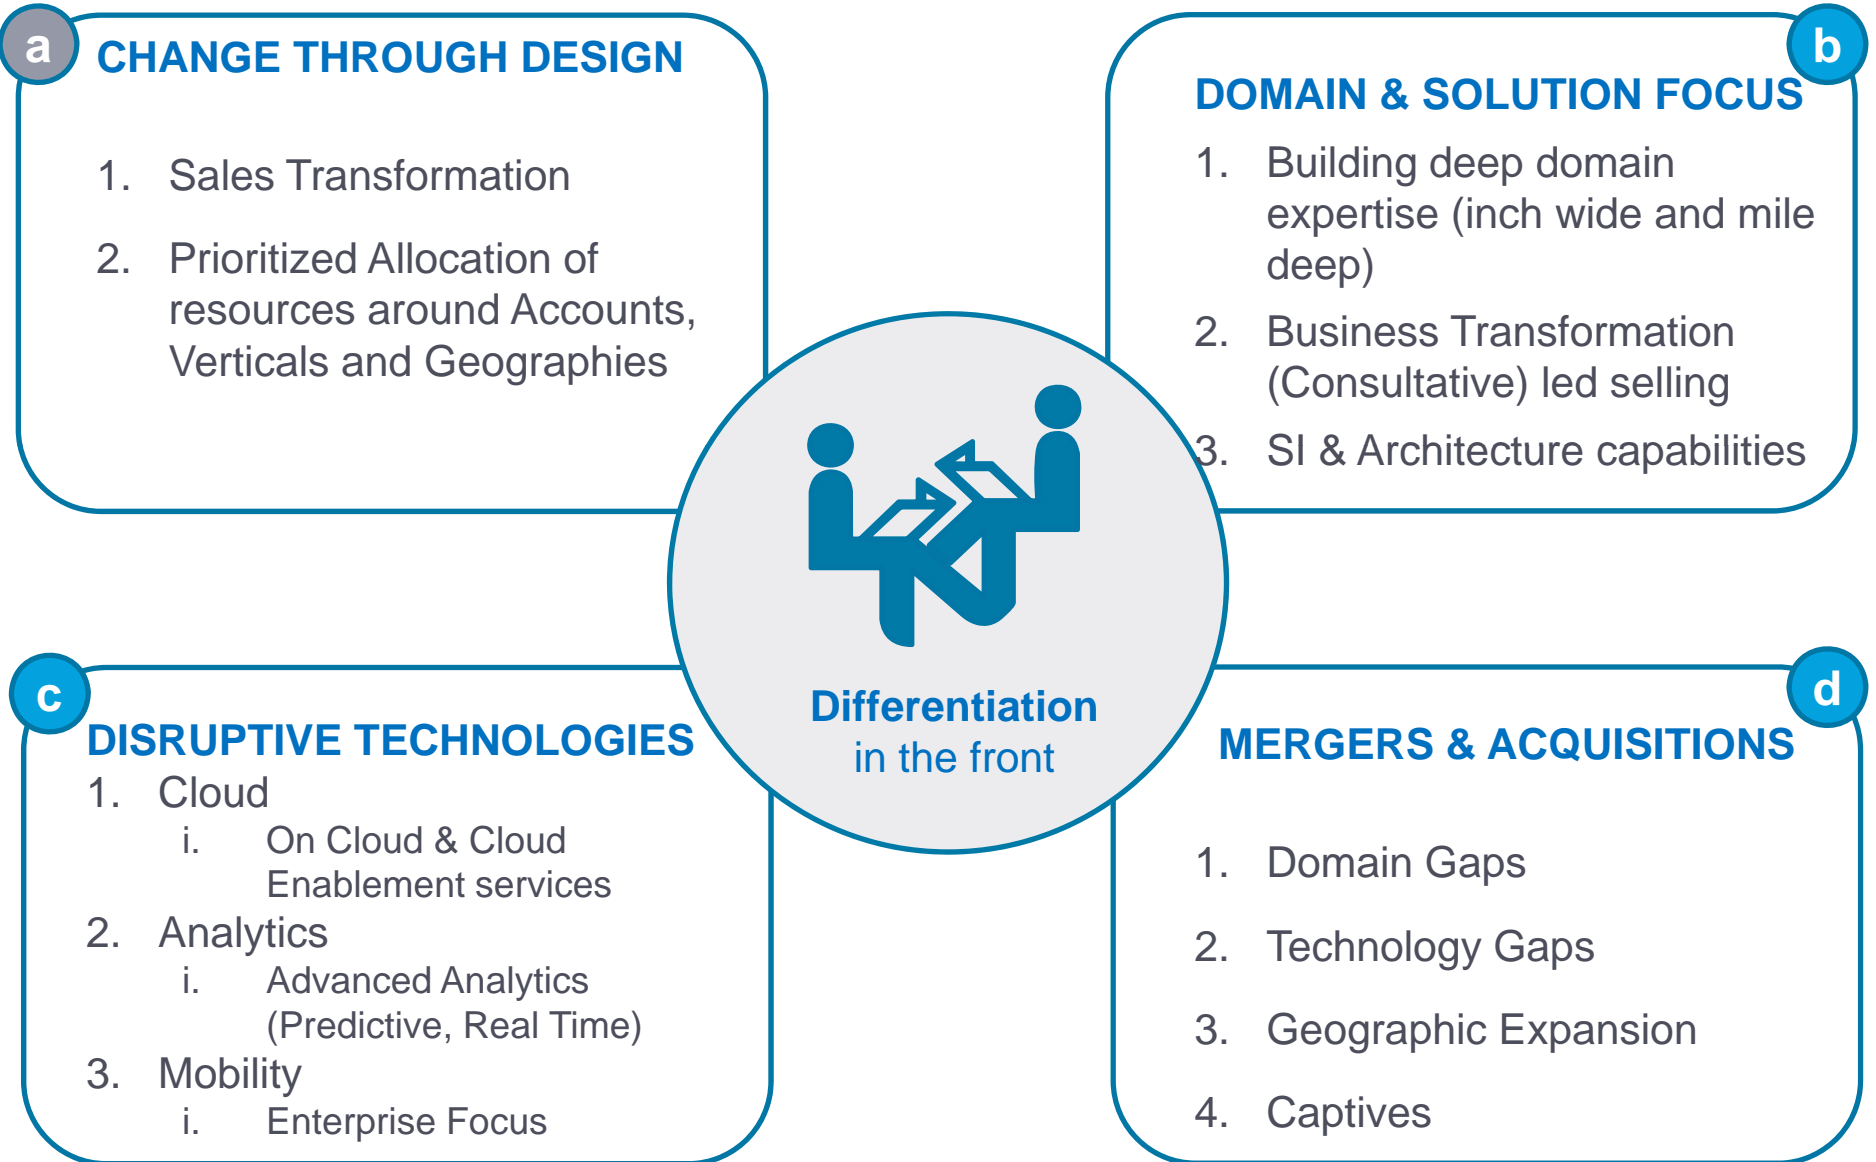 a
CHANGE THROUGH DESIGN
1. Sales Transformation
2. Prioritized Allocation of
resources around Accounts,
Verticals and Geographies
b
DOMAIN & SOLUTION FOCUS
1. Building deep domain
expertise (inch wide and mile
deep)
2. Business Transformation
(Consultative) led selling
3. SI & Architecture capabilities
Differentiation
in the front
c
DISRUPTIVE TECHNOLOGIES
1. Cloud
i. On Cloud & Cloud
Enablement services
2. Analytics
i. Advanced Analytics
(Predictive, Real Time)
3. Mobility
i. Enterprise Focus
d
MERGERS & ACQUISITIONS
1. Domain Gaps
2. Technology Gaps
3. Geographic Expansion
4. Captives